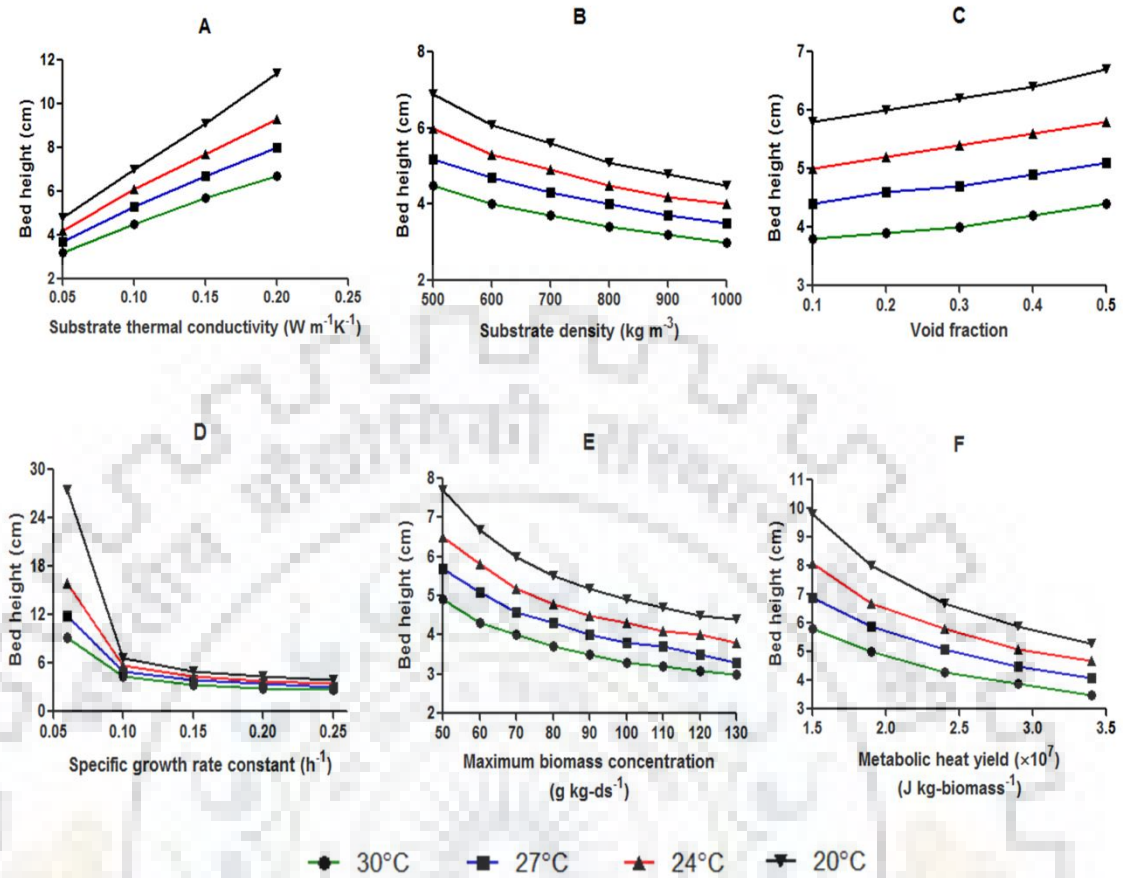 A
12
10
8
6
4
2
Bed height (cm)
0.05 0.10 0.15 0.20 0.25
Substrate thermal conductivity (W m⁻¹K⁻¹)
B
8
6
4
2
Bed height (cm)
500 600 700 800 900 1000
Substrate density (kg m⁻³)
C
7
6
5
4
3
Bed height (cm)
0.1 0.2 0.3 0.4 0.5
Void fraction
D
30
24
18
12
6
0
Bed height (cm)
0.05 0.10 0.15 0.20 0.25
Specific growth rate constant (h⁻¹)
E
8
7
6
5
4
3
2
Bed height (cm)
50 60 70 80 90 100 110 120 130
Maximum biomass concentration
(g kg-ds⁻¹)
F
11
10
9
8
7
6
5
4
3
Bed height (cm)
1.5 2.0 2.5 3.0 3.5
Metabolic heat yield (×10⁷)
(J kg-biomass⁻¹)
30°C 27°C 24°C 20°C